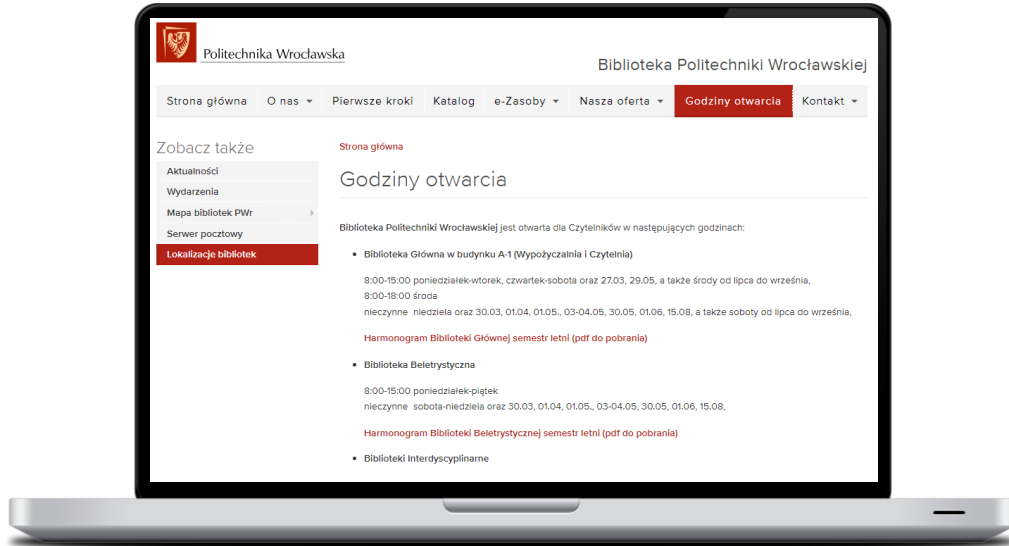 Politechnika Wrocławska
Biblioteka Politechniki Wrocławskiej
Strona główna O nas Pierwsze kroki Katalog e-Zasoby Nasza oferta Godziny otwarcia Kontakt
Zobacz także
Aktualności
Wydarzenia
Mapa bibliotek PWr
Serwer pocztowy
Lokalizacje bibliotek
Strona główna
Godziny otwarcia
Biblioteka Politechniki Wrocławskiej jest otwarta dla Czytelników w następujących godzinach:
• Biblioteka Główna w budynku A-1 (Wypożyczalnia i Czytelnia)
8:00-15:00 poniedziałek-wtorek, czwartek-sobota oraz 27.03, 29.05, a także środy od lipca do września,
8:00-18:00 środa
nieczynne niedziela oraz 30.03, 01.04, 01.05., 03-04.05, 30.05, 01.06, 15.08, a także soboty od lipca do września,
Harmonogram Biblioteki Głównej semestr letni (pdf do pobrania)
• Biblioteka Beletrystyczna
8:00-15:00 poniedziałek-piątek
nieczynne sobota-niedziela oraz 30.03, 01.04, 01.05., 03-04.05, 30.05, 01.06, 15.08,
Harmonogram Biblioteki Beletrystycznej semestr letni (pdf do pobrania)
• Biblioteki Interdyscyplinarne